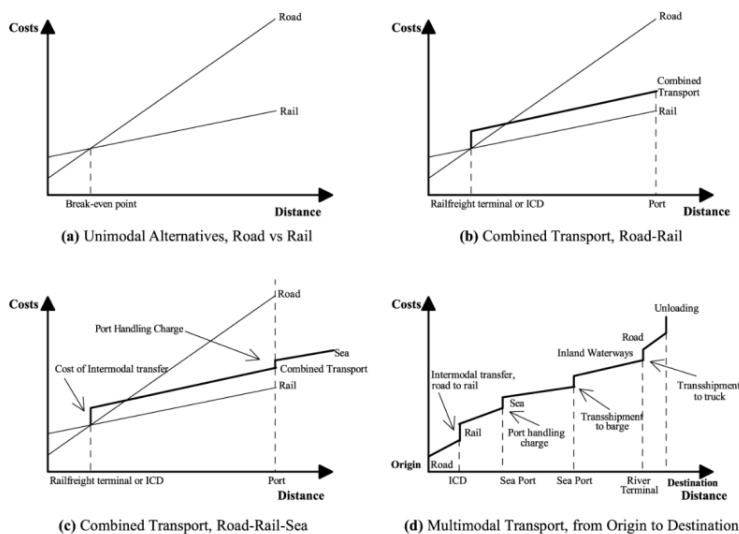 Costs
Road
Rail
Break-even point
Distance
(a) Unimodal Alternatives, Road vs Rail
Costs
Road
Combined
Transport
Rail
Railfreight terminal or ICD
Port
Distance
(b) Combined Transport, Road-Rail
Costs
Road
Port Handling Charge
Sea
Cost of Intermodal transfer
Combined Transport
Rail
Railfreight terminal or ICD
Port
Distance
(c) Combined Transport, Road-Rail-Sea
Costs
Unloading
Road
Inland Waterways
Intermodal transfer,
road to rail
Transshipment
to truck
Sea
Transshipment
to barge
Rail
Port handling
charge
Origin
Road
ICD
Sea Port
Sea Port
River
Terminal
Destination
Distance
(d) Multimodal Transport, from Origin to Destination